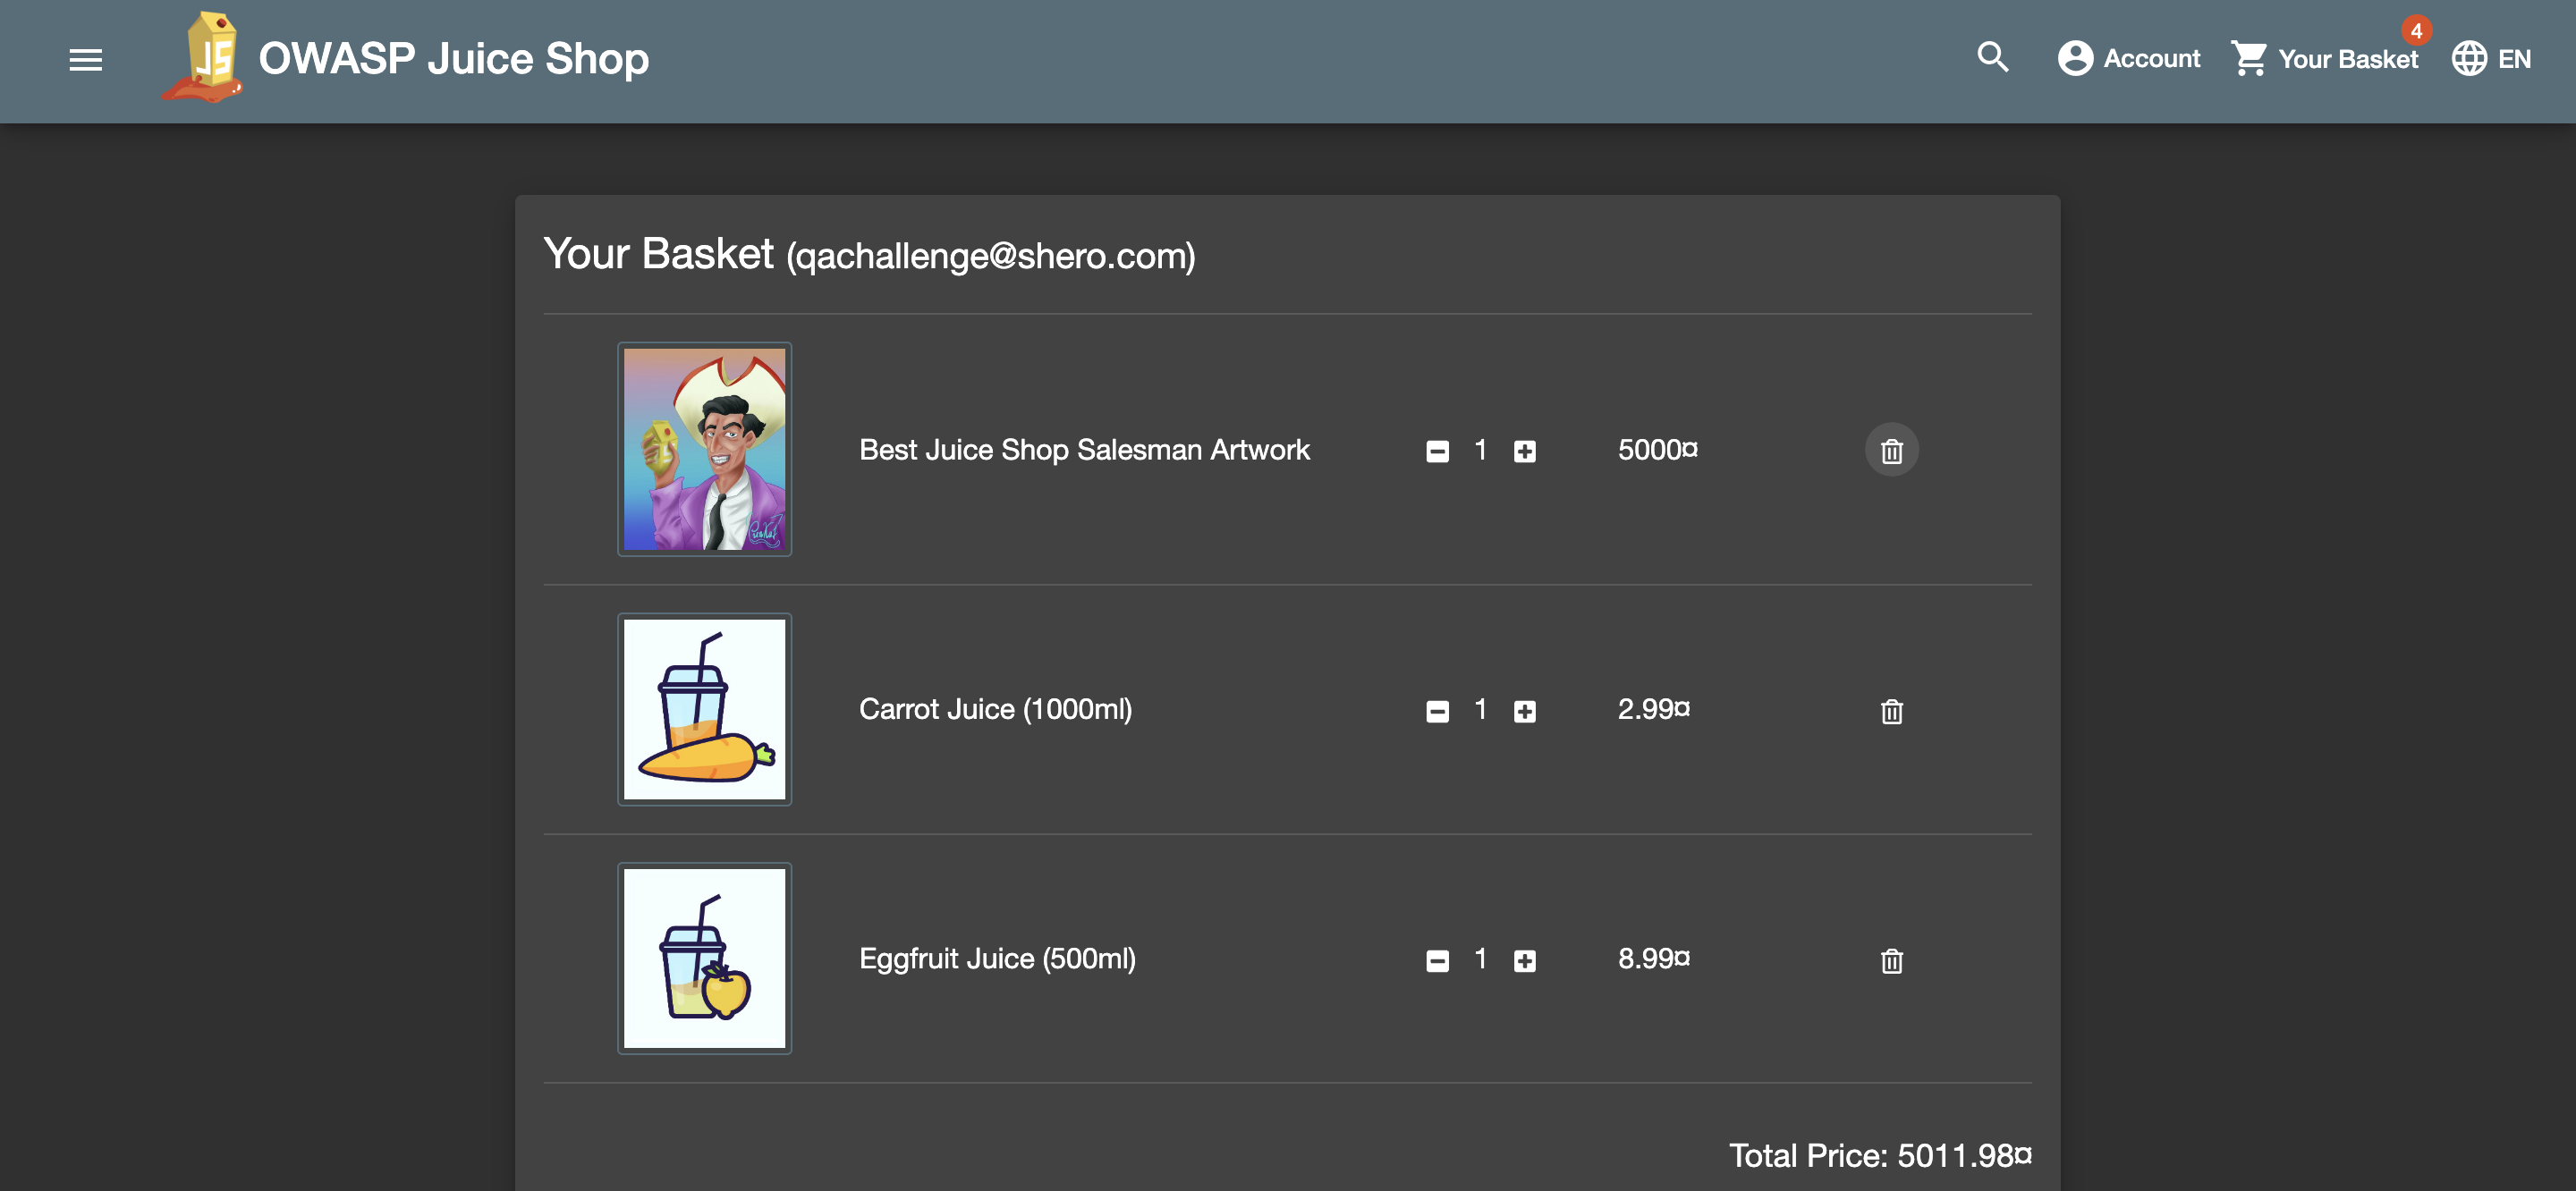 JS OWASP Juice Shop
Account
4
Your Basket
EN
Your Basket (qachallenge@shero.com)
Best Juice Shop Salesman Artwork 1 5000¤
Carrot Juice (1000ml) 1 2.99¤
Eggfruit Juice (500ml) 1 8.99¤
Total Price: 5011.98¤